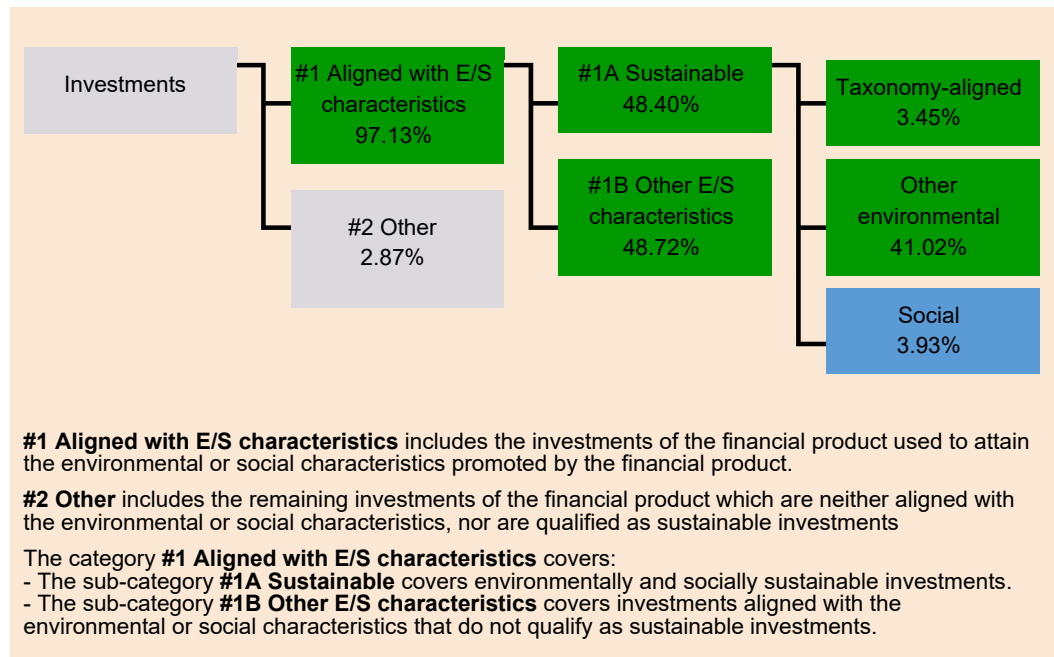 Investments
#1 Aligned with E/S
characteristics
97.13%
#2 Other
2.87%
#1A Sustainable
48.40%
#1B Other E/S
characteristics
48.72%
Taxonomy-aligned
3.45%
Other
environmental
41.02%
Social
3.93%
#1 Aligned with E/S characteristics includes the investments of the financial product used to attain
the environmental or social characteristics promoted by the financial product.
#2 Other includes the remaining investments of the financial product which are neither aligned with
the environmental or social characteristics, nor are qualified as sustainable investments
The category #1 Aligned with E/S characteristics covers:
- The sub-category #1A Sustainable covers environmentally and socially sustainable investments.
- The sub-category #1B Other E/S characteristics covers investments aligned with the
environmental or social characteristics that do not qualify as sustainable investments.